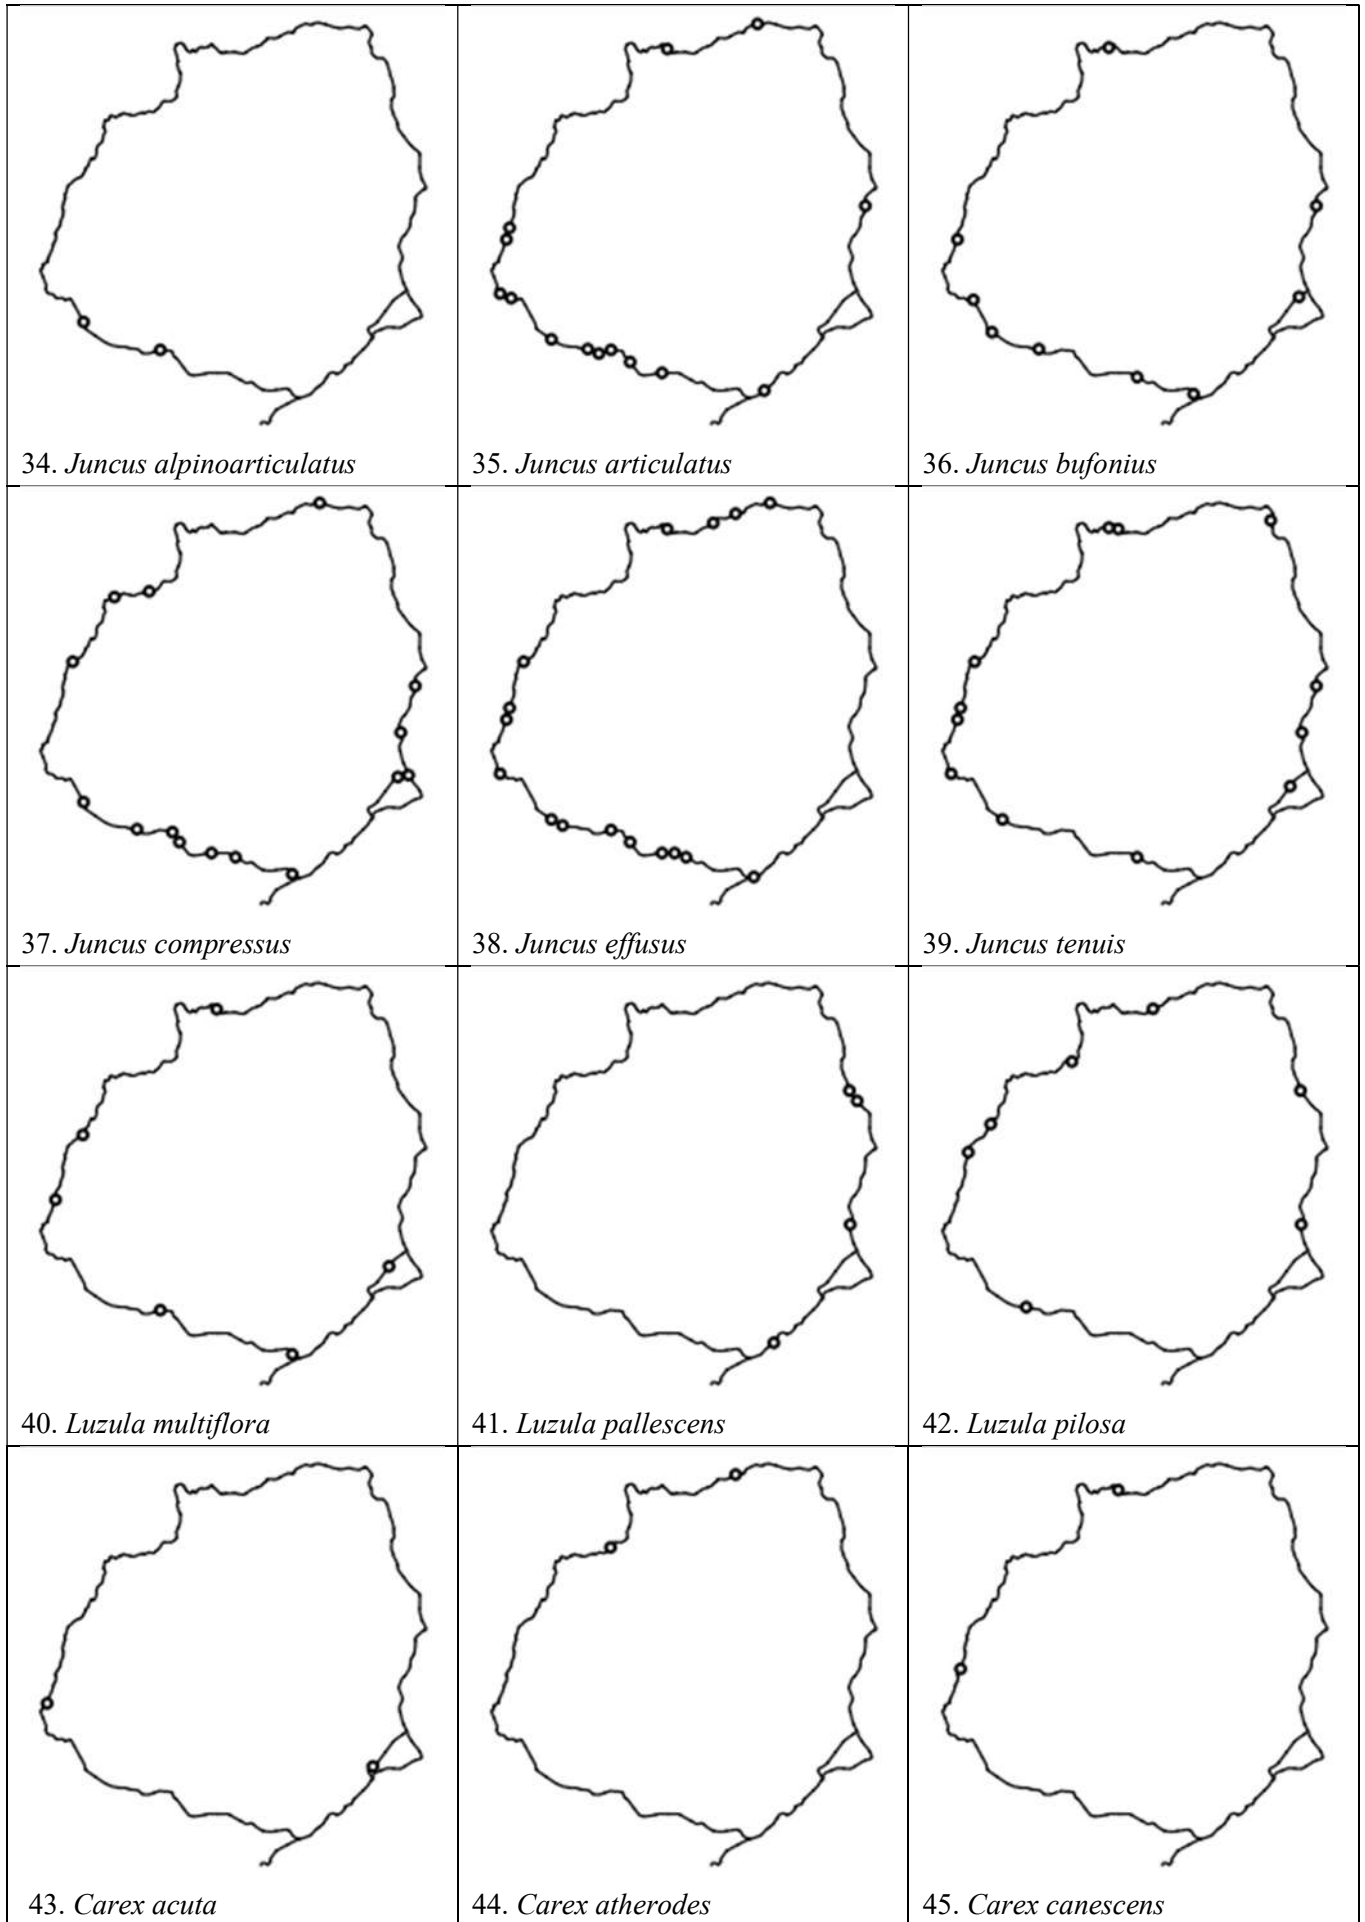 34. Juncus alpinoarticulatus
35. Juncus articulatus
36. Juncus bufonius
37. Juncus compressus
38. Juncus effusus
39. Juncus tenuis
40. Luzula multiflora
41. Luzula pallescens
42. Luzula pilosa
43. Carex acuta
44. Carex atherodes
45. Carex canescens